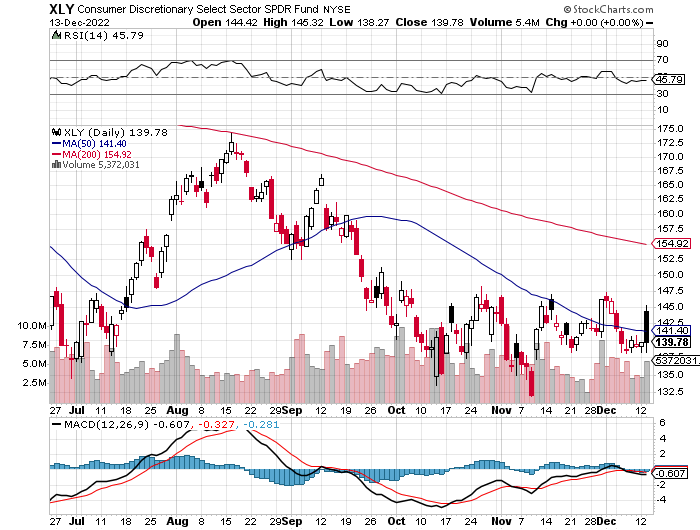 XLY Consumer Discretionary Select Sector SPDR Fund NYSE © StockCharts.com
13-Dec-2022 Open 144.42 High 145.32 Low 138.27 Close 139.78 Volume 5.4M Chg +0.00 (+0.00%)
RSI(14) 45.79
90
70
45.79
30
10
XLY (Daily) 139.78
MA(50) 141.40
MA(200) 154.92
Volume 5,372,031
175.0
172.5
170.0
167.5
165.0
162.5
160.0
157.5
154.92
152.5
150.0
147.5
145.0
142.5
141.40
139.78
5372031
135.0
132.5
10.0M
7.5M
5.0M
2.5M
27 Jul 11 18 25 Aug 8 15 22 29 Sep 12 19 26 Oct 10 17 24 Nov 7 14 21 28 Dec 12
MACD(12,26,9) -0.607, -0.327, -0.281
6
4
2
-0.607
-2
-4
27 Jul 11 18 25 Aug 8 15 22 29 Sep 12 19 26 Oct 10 17 24 Nov 7 14 21 28 Dec 12